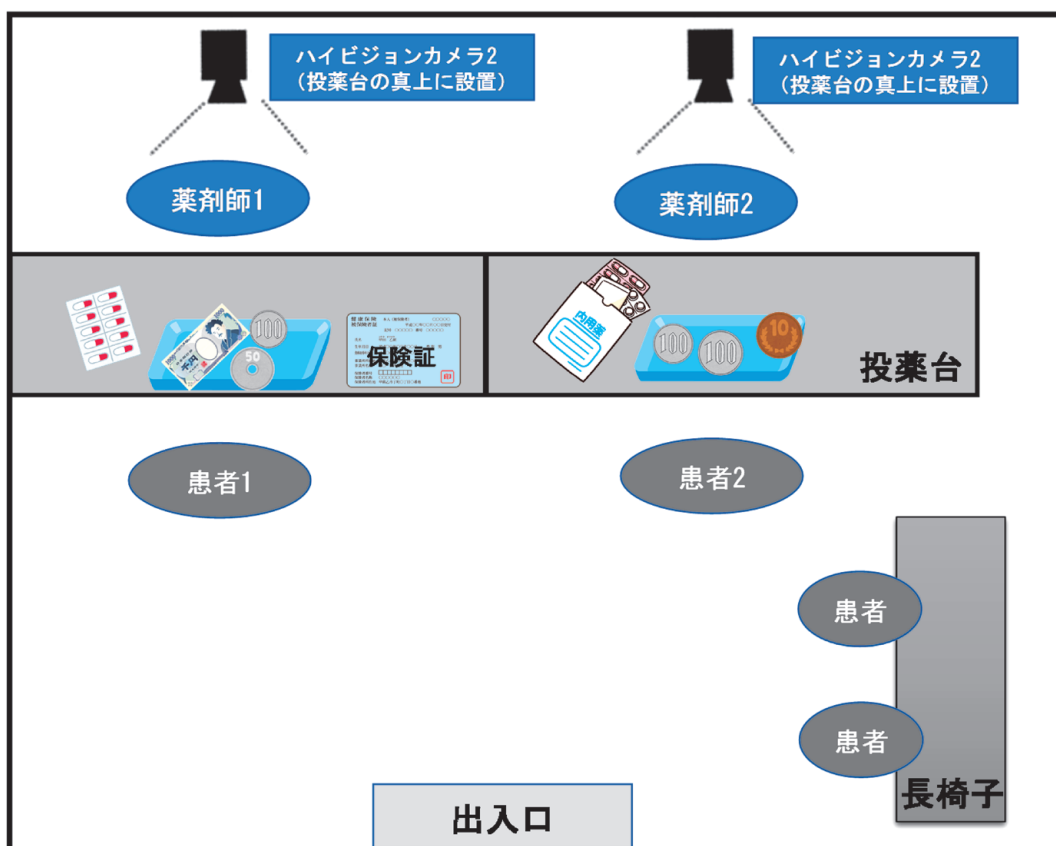 ハイビジョンカメラ2
（投薬台の真上に設置）
ハイビジョンカメラ2
（投薬台の真上に設置）
薬剤師1
薬剤師2
千円
100
50
保険証
内用薬
100
100
10
投薬台
患者1
患者2
患者
患者
長椅子
出入口